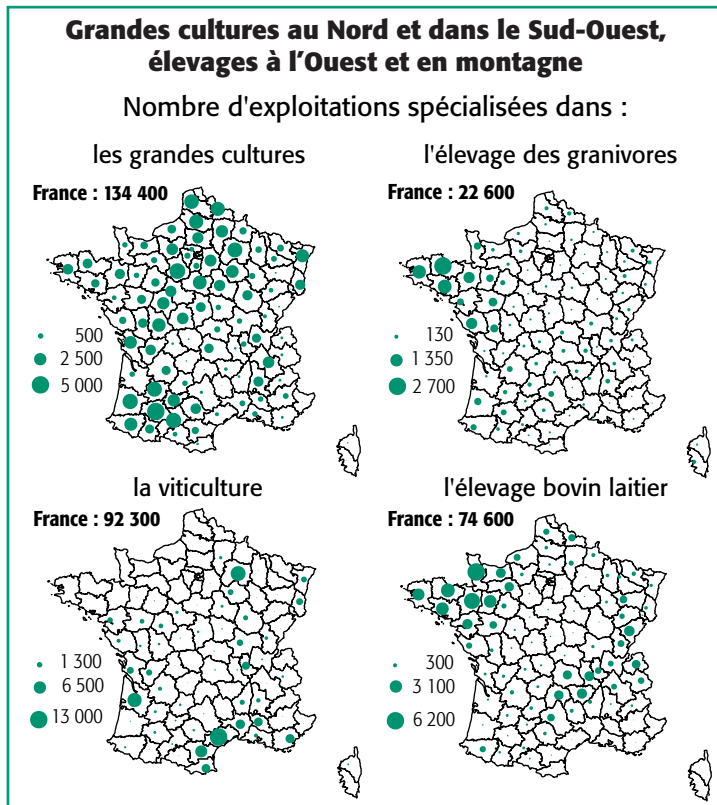 Grandes cultures au Nord et dans le Sud-Ouest,
élevages à l'Ouest et en montagne
Nombre d'exploitations spécialisées dans :
les grandes cultures
France : 134 400
500
2 500
5 000
l'élevage des granivores
France : 22 600
130
1 350
2 700
la viticulture
France : 92 300
1 300
6 500
13 000
l'élevage bovin laitier
France : 74 600
300
3 100
6 200